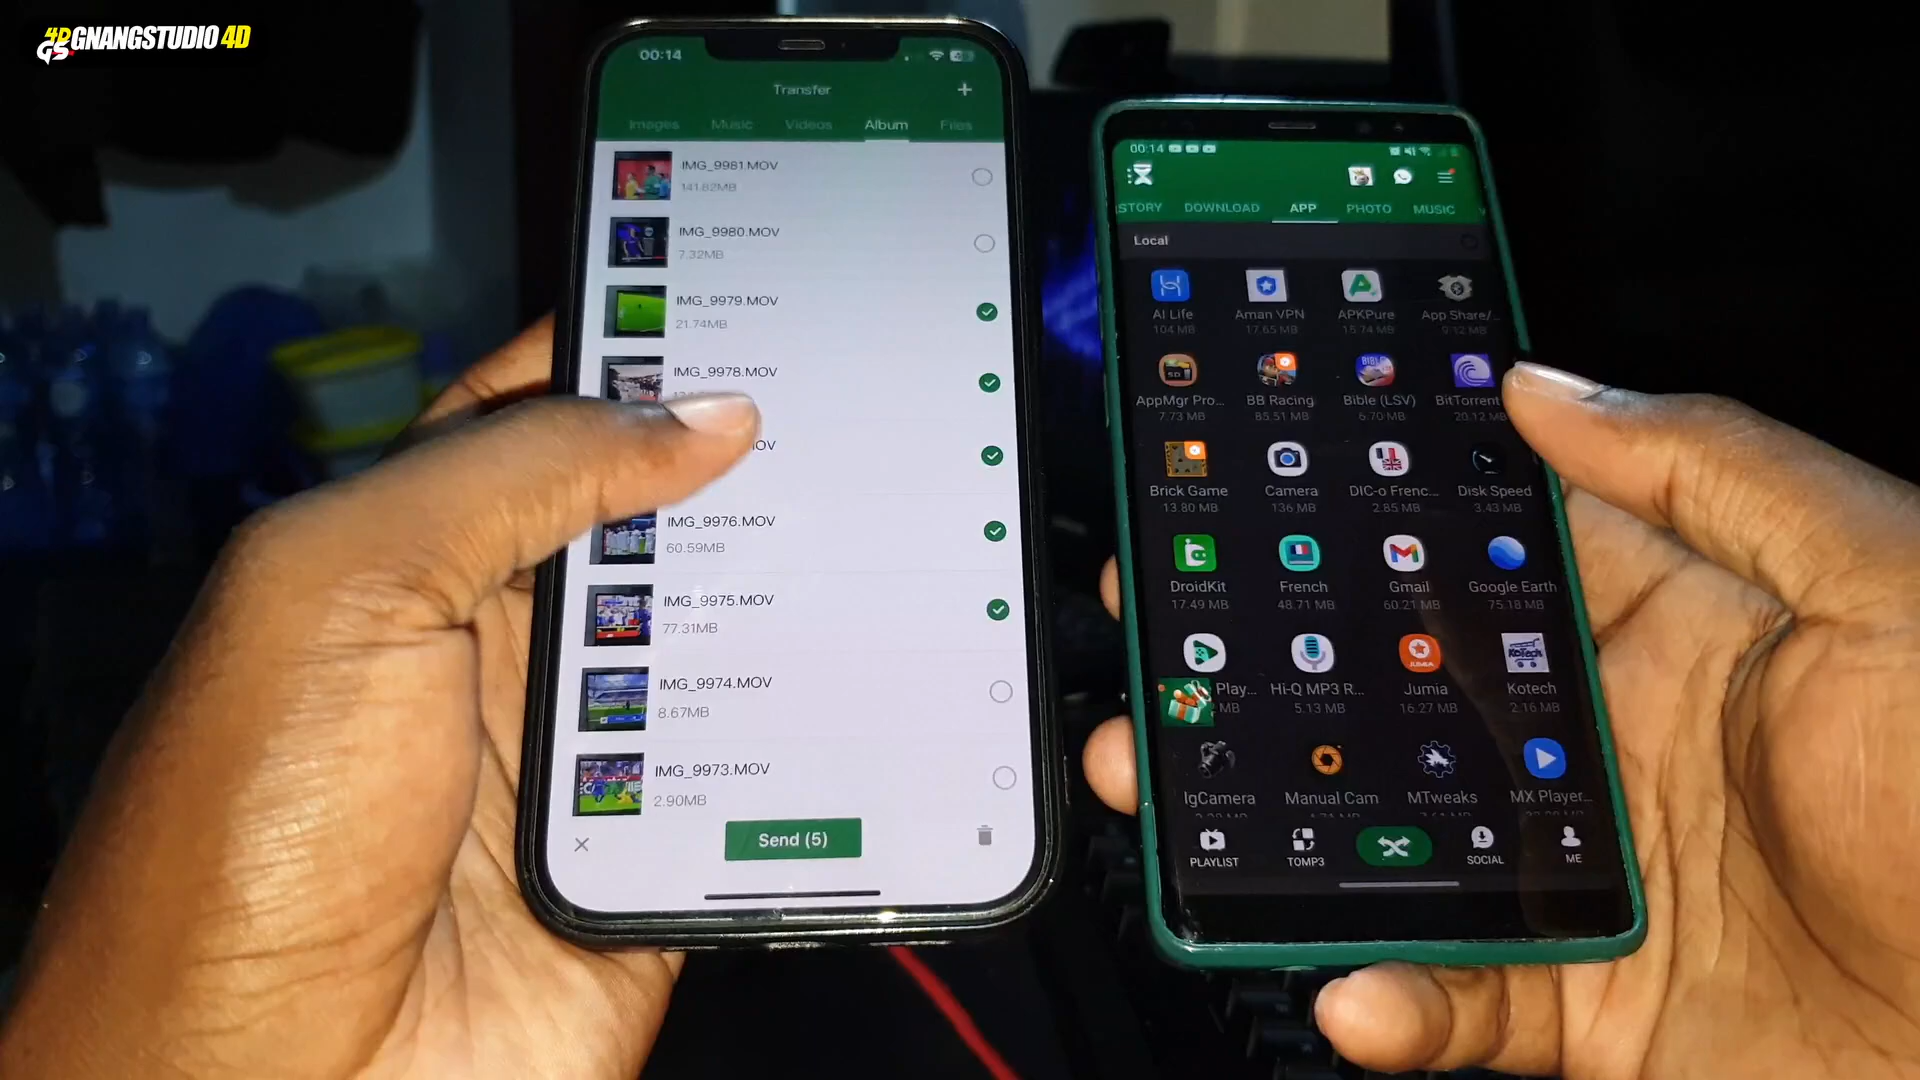 4D
GS GNANGSTUDIO 4D
00:14
Transfer
Images Music Videos Album Files
IMG_9981.MOV
141.82MB
IMG_9980.MOV
7.32MB
IMG_9979.MOV
21.74MB
IMG_9978.MOV
OV
IMG_9976.MOV
60.59MB
IMG_9975.MOV
77.31MB
IMG_9974.MOV
8.67MB
IMG_9973.MOV
2.90MB
Send (5)
00:14
STORY DOWNLOAD APP PHOTO MUSIC
Local
AI Life Aman VPN APKPure App Share/...
104 MB 17.65 MB 15.74 MB 9.12 MB
AppMgr Pro... BB Racing Bible (LSV) BitTorrent
7.73 MB 85.51 MB 6.70 MB 20.12 MB
Brick Game Camera DIC-o Frenc... Disk Speed
13.80 MB 136 MB 2.85 MB 3.43 MB
DroidKit French Gmail Google Earth
17.49 MB 48.71 MB 60.21 MB 75.18 MB
Play... Hi-Q MP3 R... Jumia Kotech
MB 5.13 MB 16.27 MB 2.16 MB
IgCamera Manual Cam MTweaks MX Player...
PLAYLIST TOMP3 SOCIAL ME